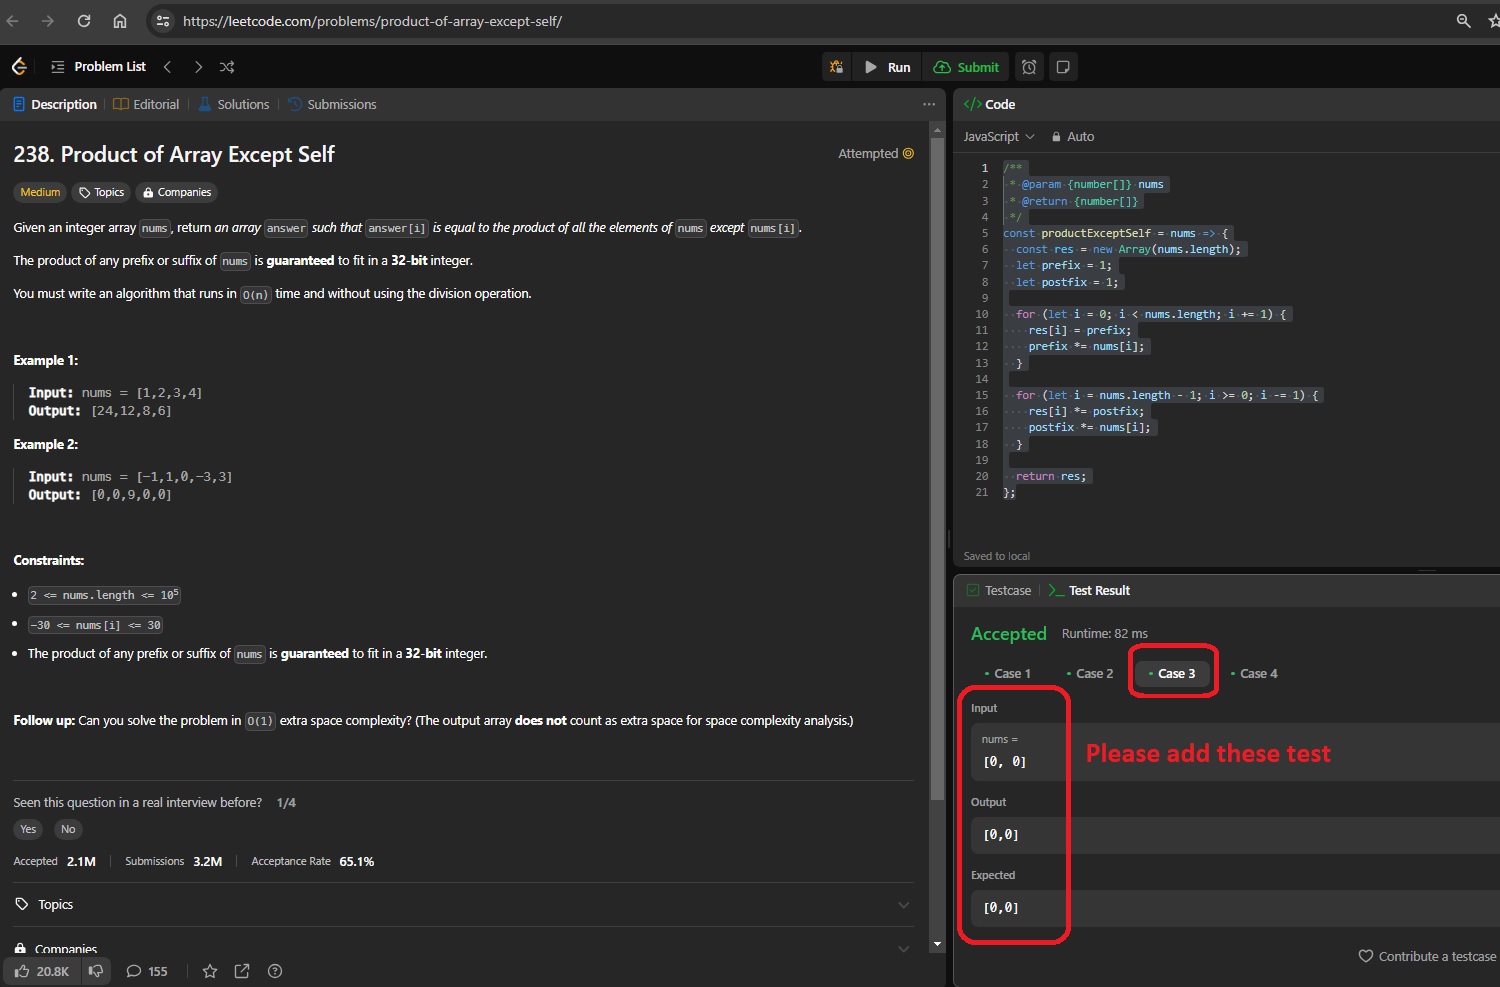 https://leetcode.com/problems/product-of-array-except-self/
Problem List
Run
Submit
Description
Editorial
Solutions
Submissions
238. Product of Array Except Self
Attempted
Medium
Topics
Companies
Given an integer array nums, return an array answer such that answer[i] is equal to the product of all the elements of nums except nums[i].
The product of any prefix or suffix of nums is guaranteed to fit in a 32-bit integer.
You must write an algorithm that runs in O(n) time and without using the division operation.
Example 1:
Input: nums = [1,2,3,4]
Output: [24,12,8,6]
Example 2:
Input: nums = [-1,1,0,-3,3]
Output: [0,0,9,0,0]
Constraints:
• 2 <= nums.length <= 10⁵
• -30 <= nums[i] <= 30
• The product of any prefix or suffix of nums is guaranteed to fit in a 32-bit integer.
Follow up: Can you solve the problem in O(1) extra space complexity? (The output array does not count as extra space for space complexity analysis.)
Seen this question in a real interview before? 1/4
Yes
No
Accepted 2.1M
Submissions 3.2M
Acceptance Rate 65.1%
Topics
Companies
20.8K
155
Code
JavaScript
Auto
1 /**
2 * @param {number[]} nums
3 * @return {number[]}
4 */
5 const productExceptSelf = nums => {
6 const res = new Array(nums.length);
7 let prefix = 1;
8 let postfix = 1;
9
10 for (let i = 0; i < nums.length; i += 1) {
11 res[i] = prefix;
12 prefix *= nums[i];
13 }
14
15 for (let i = nums.length - 1; i >= 0; i -= 1) {
16 res[i] *= postfix;
17 postfix *= nums[i];
18 }
19
20 return res;
21 };
Saved to local
Testcase
Test Result
Accepted
Runtime: 82 ms
• Case 1
• Case 2
• Case 3
• Case 4
Input
nums =
[0, 0]
Please add these test
Output
[0,0]
Expected
[0,0]
Contribute a testcase